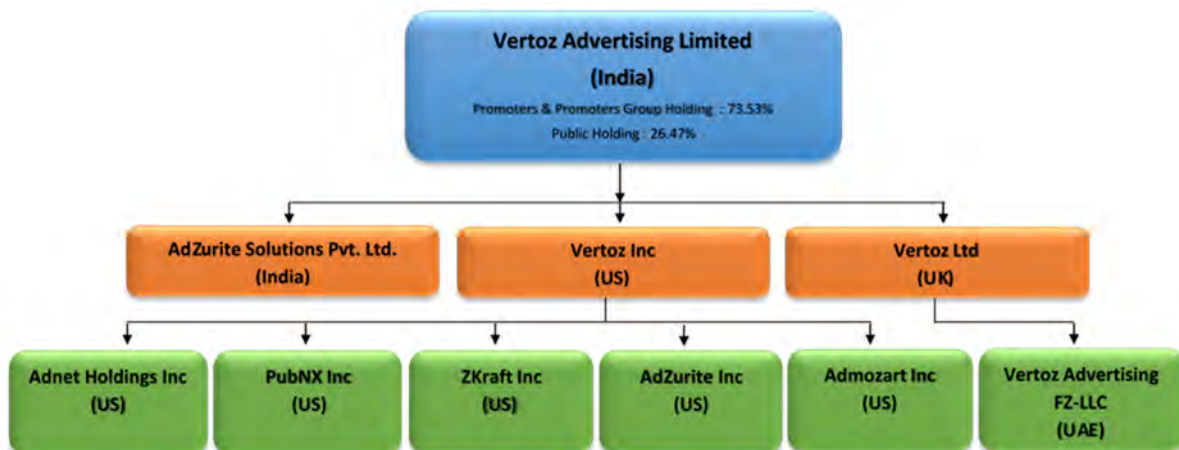 Vertoz Advertising Limited
(India)
Promoters & Promoters Group Holding : 73.53%
Public Holding : 26.47%
AdZurite Solutions Pvt. Ltd.
(India)
Vertoz Inc
(US)
Vertoz Ltd
(UK)
Adnet Holdings Inc
(US)
PubNX Inc
(US)
ZKraft Inc
(US)
AdZurite Inc
(US)
Admozart Inc
(US)
Vertoz Advertising
FZ-LLC
(UAE)